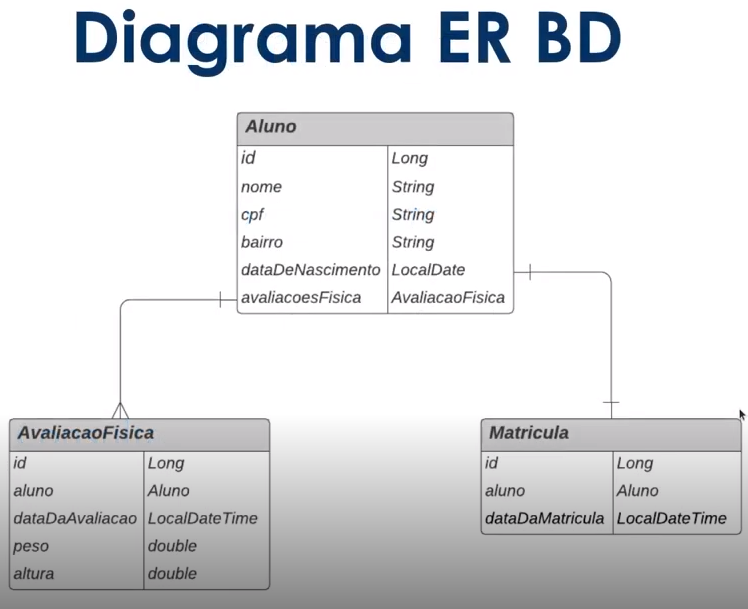 Diagrama ER BD
Aluno
id Long
nome String
cpf String
bairro String
dataDeNascimento LocalDate
avaliacoesFisica AvaliacaoFisica
AvaliacaoFisica
id Long
aluno Aluno
dataDaAvaliacao LocalDateTime
peso double
altura double
Matricula
id Long
aluno Aluno
dataDaMatricula LocalDateTime